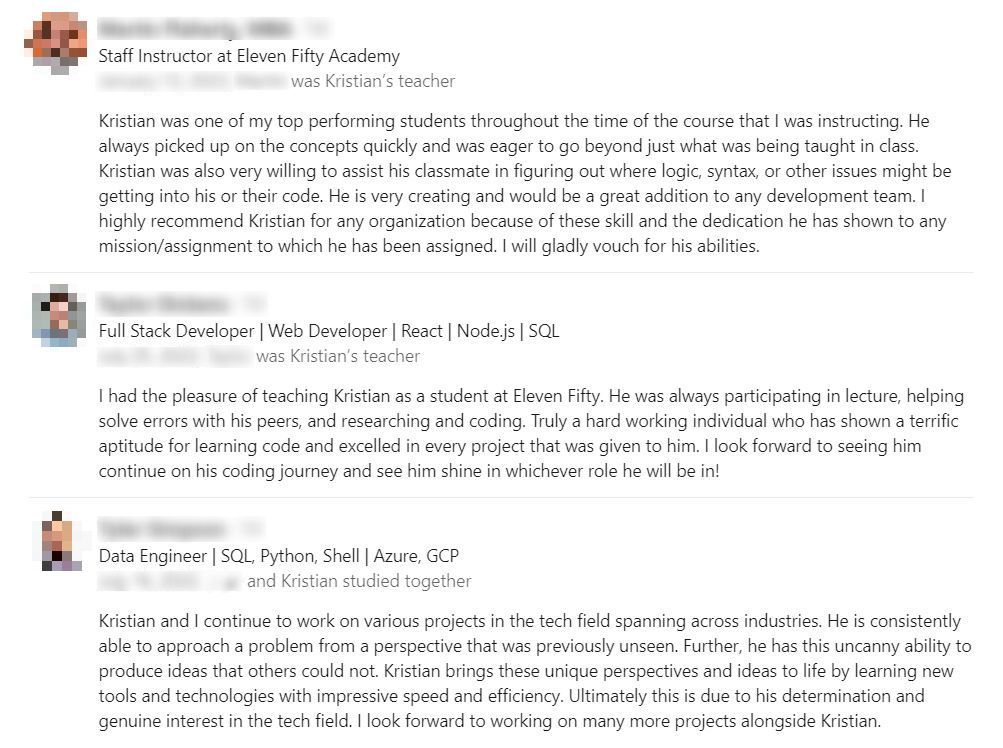 Staff Instructor at Eleven Fifty Academy
was Kristian's teacher
Kristian was one of my top performing students throughout the time of the course that I was instructing. He
always picked up on the concepts quickly and was eager to go beyond just what was being taught in class.
Kristian was also very willing to assist his classmate in figuring out where logic, syntax, or other issues might be
getting into his or their code. He is very creating and would be a great addition to any development team. I
highly recommend Kristian for any organization because of these skill and the dedication he has shown to any
mission/assignment to which he has been assigned. I will gladly vouch for his abilities.
Full Stack Developer | Web Developer | React | Node.js | SQL
was Kristian's teacher
I had the pleasure of teaching Kristian as a student at Eleven Fifty. He was always participating in lecture, helping
solve errors with his peers, and researching and coding. Truly a hard working individual who has shown a terrific
aptitude for learning code and excelled in every project that was given to him. I look forward to seeing him
continue on his coding journey and see him shine in whichever role he will be in!
Data Engineer | SQL, Python, Shell | Azure, GCP
and Kristian studied together
Kristian and I continue to work on various projects in the tech field spanning across industries. He is consistently
able to approach a problem from a perspective that was previously unseen. Further, he has this uncanny ability to
produce ideas that others could not. Kristian brings these unique perspectives and ideas to life by learning new
tools and technologies with impressive speed and efficiency. Ultimately this is due to his determination and
genuine interest in the tech field. I look forward to working on many more projects alongside Kristian.